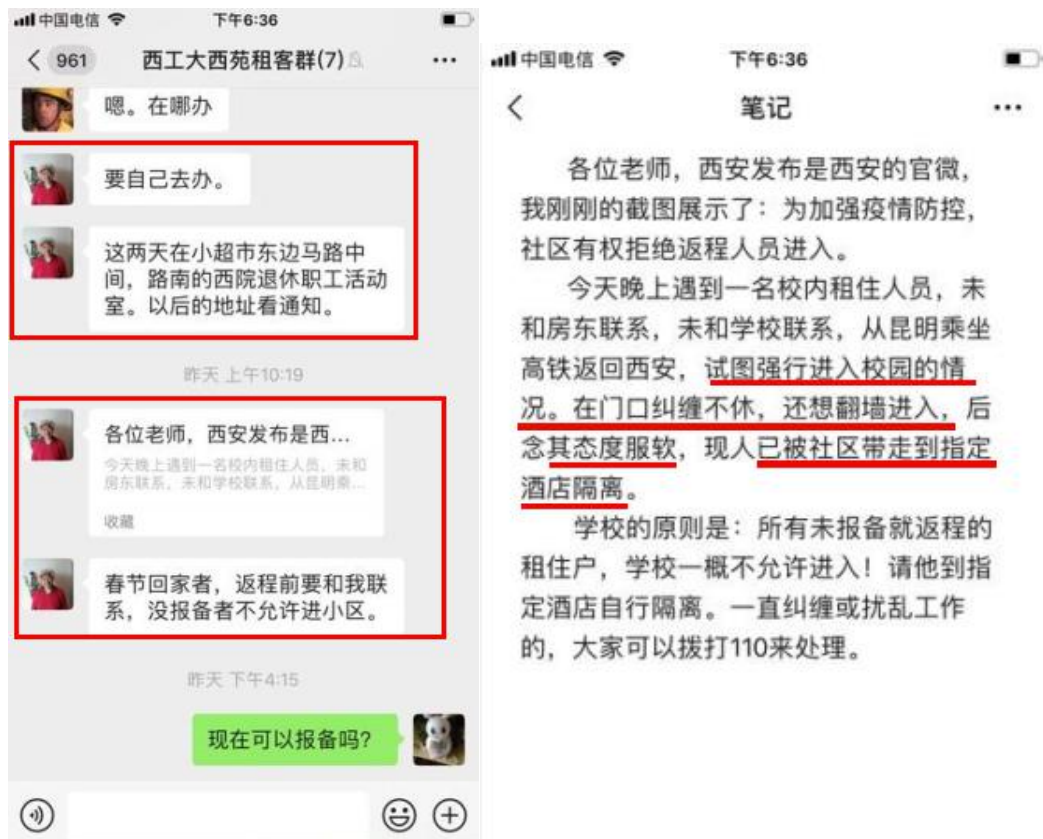 中国电信 下午6:36
961 西工大西苑租客群(7)
嗯。在哪办
要自己去办。
这两天在小超市东边马路中
间，路南的西院退休职工活动
室。以后的地址看通知。
昨天 上午10:19
各位老师，西安发布是西...
今天晚上遇到一名校内租住人员，未和
房东联系，未和学校联系，从昆明乘...
收藏
春节回家者，返程前要和我联
系，没报备者不允许进小区。
昨天 下午4:15
现在可以报备吗?
中国电信 下午6:36
笔记
各位老师，西安发布是西安的官微，
我刚刚的截图展示了：为加强疫情防控，
社区有权拒绝返程人员进入。
今天晚上遇到一名校内租住人员，未
和房东联系，未和学校联系，从昆明乘坐
高铁返回西安，试图强行进入校园的情
况。在门口纠缠不休，还想翻墙进入，后
念其态度服软，现人已被社区带走到指定
酒店隔离。
学校的原则是：所有未报备就返程的
租住户，学校一概不允许进入！请他到指
定酒店自行隔离。一直纠缠或扰乱工作
的，大家可以拨打110来处理。